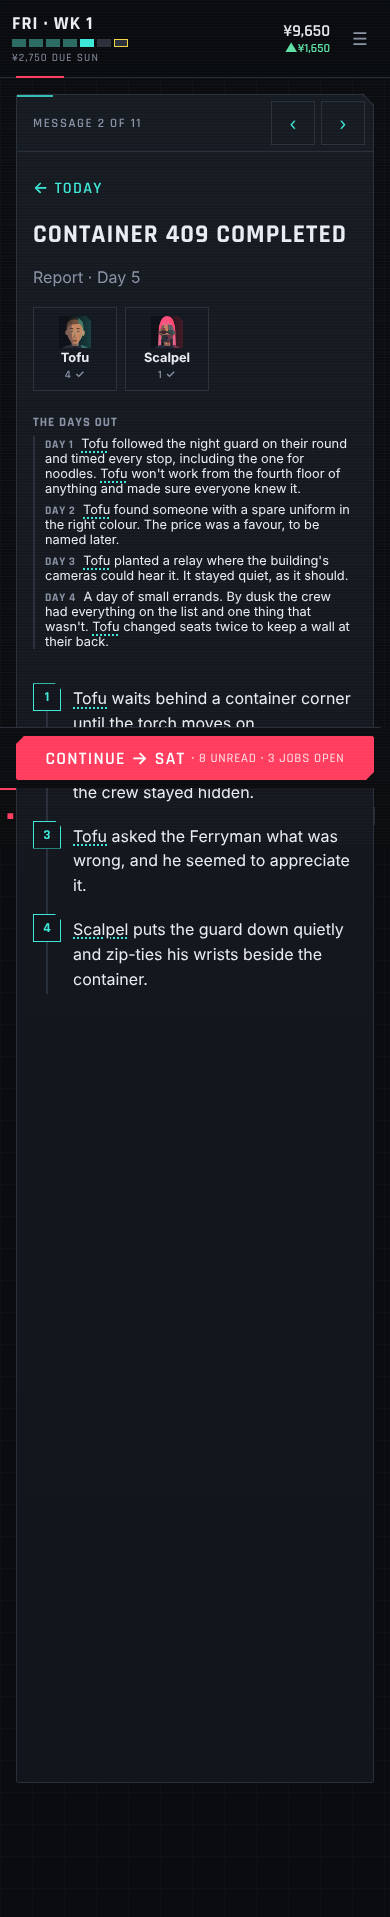 FRI · WK 1
¥2,750 DUE SUN
¥9,650
▲¥1,650
☰
MESSAGE 2 OF 11
‹ ›
← TODAY
CONTAINER 409 COMPLETED
Report · Day 5
Tofu
4 ✓
Scalpel
1 ✓
THE DAYS OUT
DAY 1 Tofu followed the night guard on their round
and timed every stop, including the one for
noodles. Tofu won't work from the fourth floor of
anything and made sure everyone knew it.
DAY 2 Tofu found someone with a spare uniform in
the right colour. The price was a favour, to be
named later.
DAY 3 Tofu planted a relay where the building's
cameras could hear it. It stayed quiet, as it should.
DAY 4 A day of small errands. By dusk the crew
had everything on the list and one thing that
wasn't. Tofu changed seats twice to keep a wall at
their back.
1 Tofu waits behind a container corner
until the torch moves on
CONTINUE → SAT · 8 UNREAD · 3 JOBS OPEN
the crew stayed hidden.
3 Tofu asked the Ferryman what was
wrong, and he seemed to appreciate
it.
4 Scalpel puts the guard down quietly
and zip-ties his wrists beside the
container.